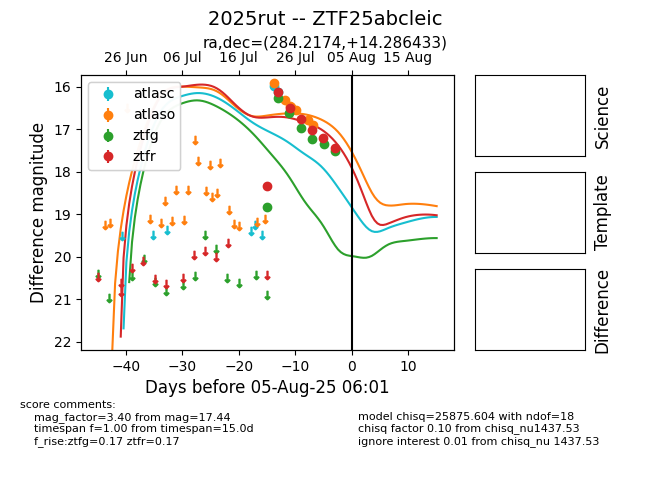 2025rut -- ZTF25abcleic
ra,dec=(284.2174,+14.286433)
26 Jun 06 Jul 16 Jul 26 Jul 05 Aug 15 Aug
atlasc
atlaso
ztfg
ztfr
16
17
18
19
20
21
22
Difference magnitude
−40 −30 −20 −10 0 10
Days before 05-Aug-25 06:01
Science
Template
Difference
score comments:
mag_factor=3.40 from mag=17.44
timespan f=1.00 from timespan=15.0d
f_rise:ztfg=0.17 ztfr=0.17
model chisq=25875.604 with ndof=18
chisq factor 0.10 from chisq_nu1437.53
ignore interest 0.01 from chisq_nu 1437.53